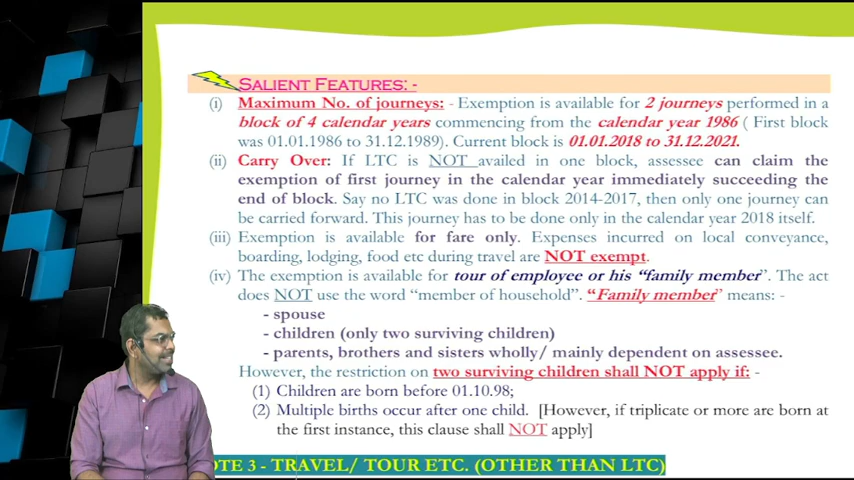 SALIENT FEATURES: -
(i) Maximum No. of journeys: - Exemption is available for 2 journeys performed in a
block of 4 calendar years commencing from the calendar year 1986 ( First block
was 01.01.1986 to 31.12.1989). Current block is 01.01.2018 to 31.12.2021.
(ii) Carry Over: If LTC is NOT availed in one block, assessee can claim the
exemption of first journey in the calendar year immediately succeeding the
end of block. Say no LTC was done in block 2014-2017, then only one journey can
be carried forward. This journey has to be done only in the calendar year 2018 itself.
(iii) Exemption is available for fare only. Expenses incurred on local conveyance,
boarding, lodging, food etc during travel are NOT exempt.
(iv) The exemption is available for tour of employee or his "family member". The act
does NOT use the word "member of household". "Family member" means: -
- spouse
- children (only two surviving children)
- parents, brothers and sisters wholly/ mainly dependent on assessee.
However, the restriction on two surviving children shall NOT apply if: -
(1) Children are born before 01.10.98;
(2) Multiple births occur after one child. [However, if triplicate or more are born at
the first instance, this clause shall NOT apply]
OTE 3 - TRAVEL/ TOUR ETC. (OTHER THAN LTC)